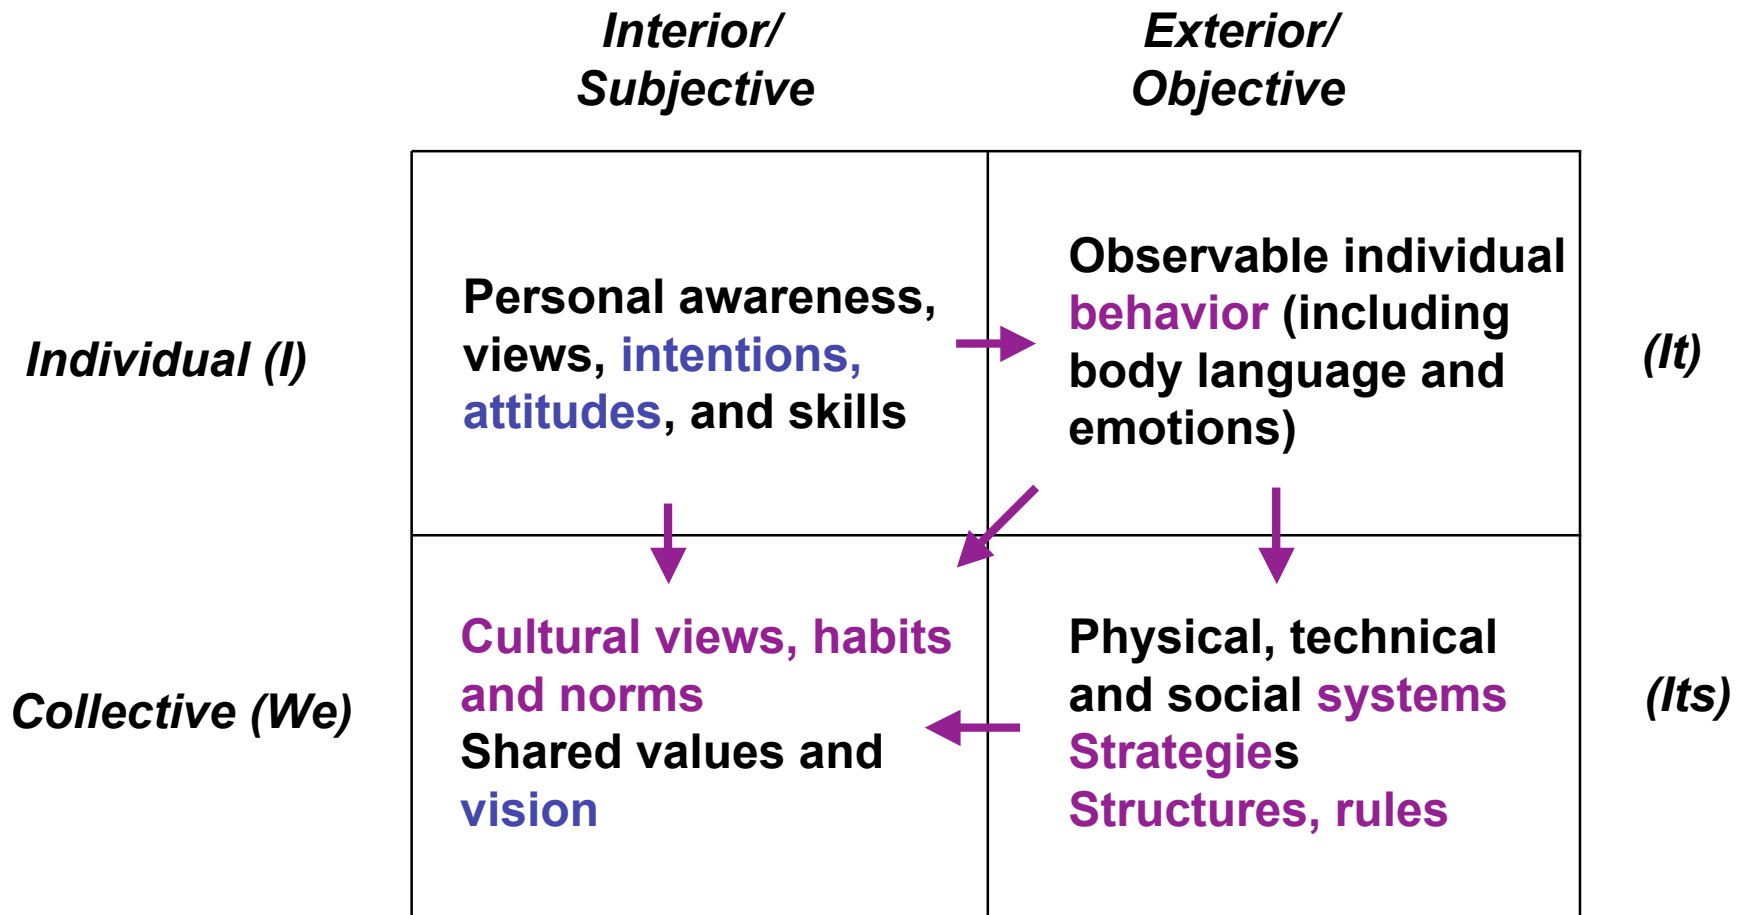 Interior/
Subjective
Exterior/
Objective
Individual (I)
Personal awareness,
views, intentions,
attitudes, and skills
Observable individual
behavior (including
body language and
emotions)
(It)
Collective (We)
Cultural views, habits
and norms
Shared values and
vision
Physical, technical
and social systems
Strategies
Structures, rules
(Its)